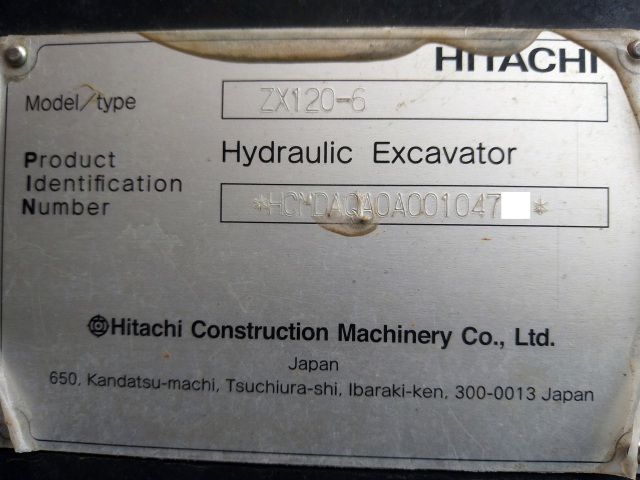 HITACHI
Model/type ZX120-6
Hydraulic Excavator
Product
Identification
Number *HCMDAQA0A001047 *
Hitachi Construction Machinery Co., Ltd.
Japan
650, Kandatsu-machi, Tsuchiura-shi, Ibaraki-ken, 300-0013 Japan